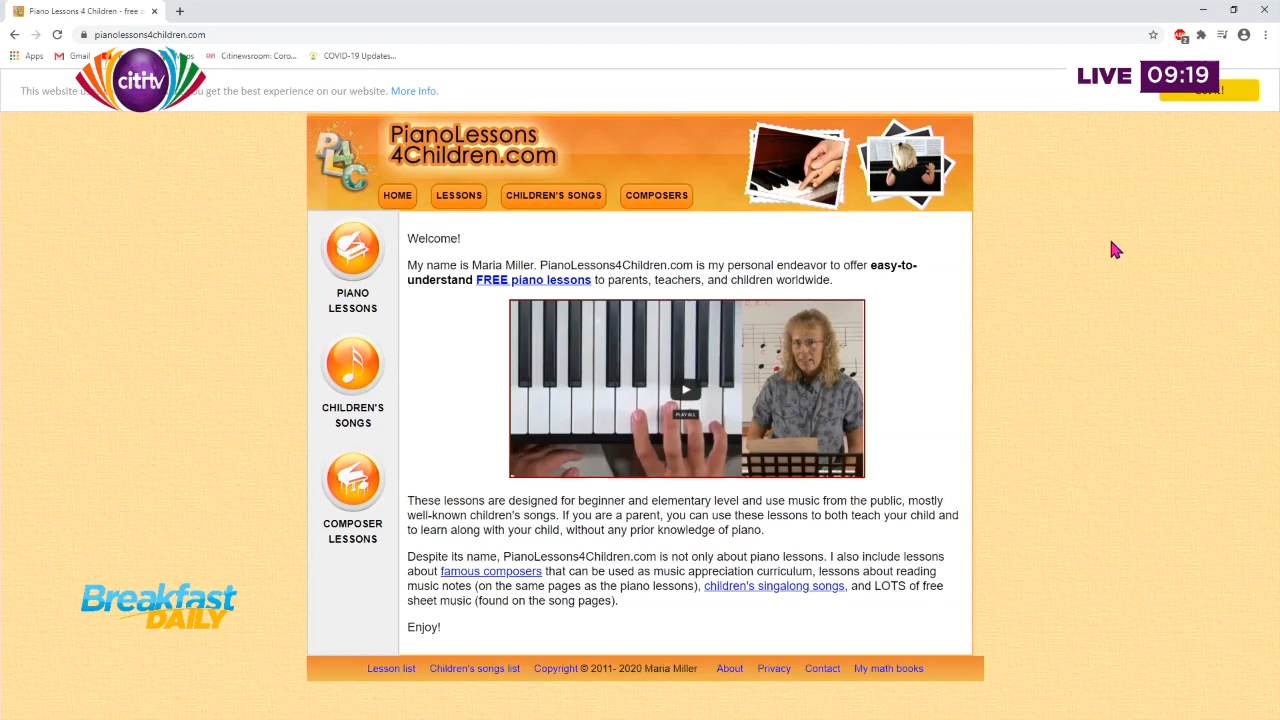 Piano Lessons 4 Children - free
pianolessons4children.com
Apps
Gmail
Maps
Citinewsroom: Coro...
COVID-19 Updates...
citi tv
LIVE 09:19
This website
you get the best experience on our website. More info.
PianoLessons
4Children.com
P4LC
HOME
LESSONS
CHILDREN'S SONGS
COMPOSERS
PIANO
LESSONS
CHILDREN'S
SONGS
COMPOSER
LESSONS
Welcome!
My name is Maria Miller. PianoLessons4Children.com is my personal endeavor to offer easy-to-
understand FREE piano lessons to parents, teachers, and children worldwide.
PLAY ALL
These lessons are designed for beginner and elementary level and use music from the public, mostly
well-known children's songs. If you are a parent, you can use these lessons to both teach your child and
to learn along with your child, without any prior knowledge of piano.
Despite its name, PianoLessons4Children.com is not only about piano lessons. I also include lessons
about famous composers that can be used as music appreciation curriculum, lessons about reading
music notes (on the same pages as the piano lessons), children's singalong songs, and LOTS of free
sheet music (found on the song pages).
Enjoy!
Breakfast
DAILY
Lesson list
Children's songs list
Copyright © 2011- 2020 Maria Miller
About
Privacy
Contact
My math books